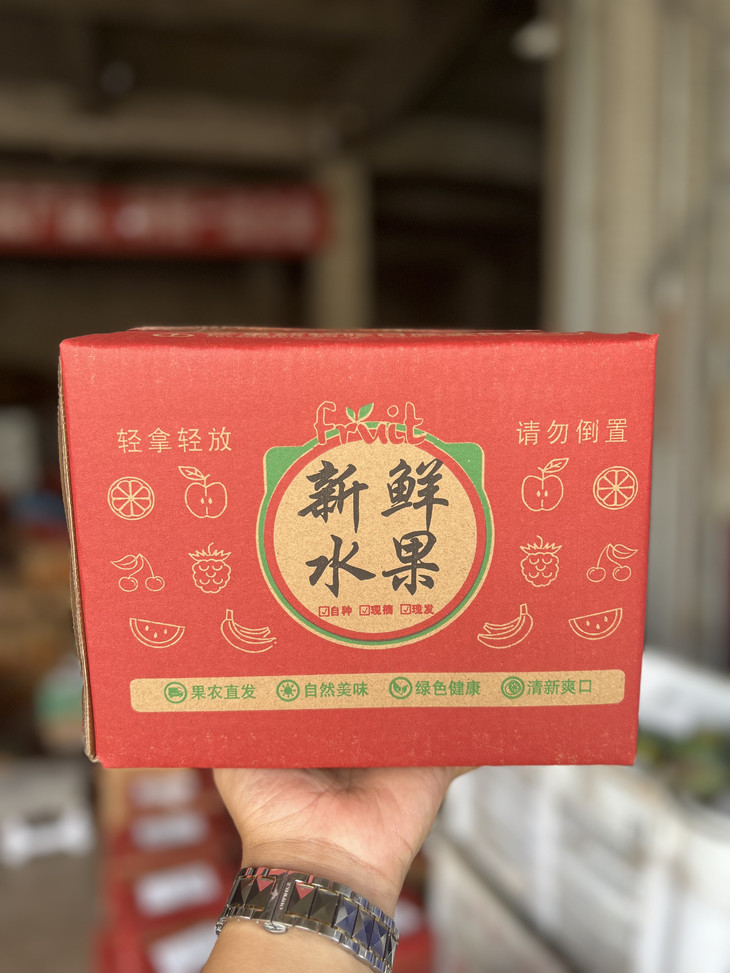 fruit
轻拿轻放
请勿倒置
新鲜
水果
☑自种 ☑现摘 ☑现发
果农直发 自然美味 绿色健康 清新爽口